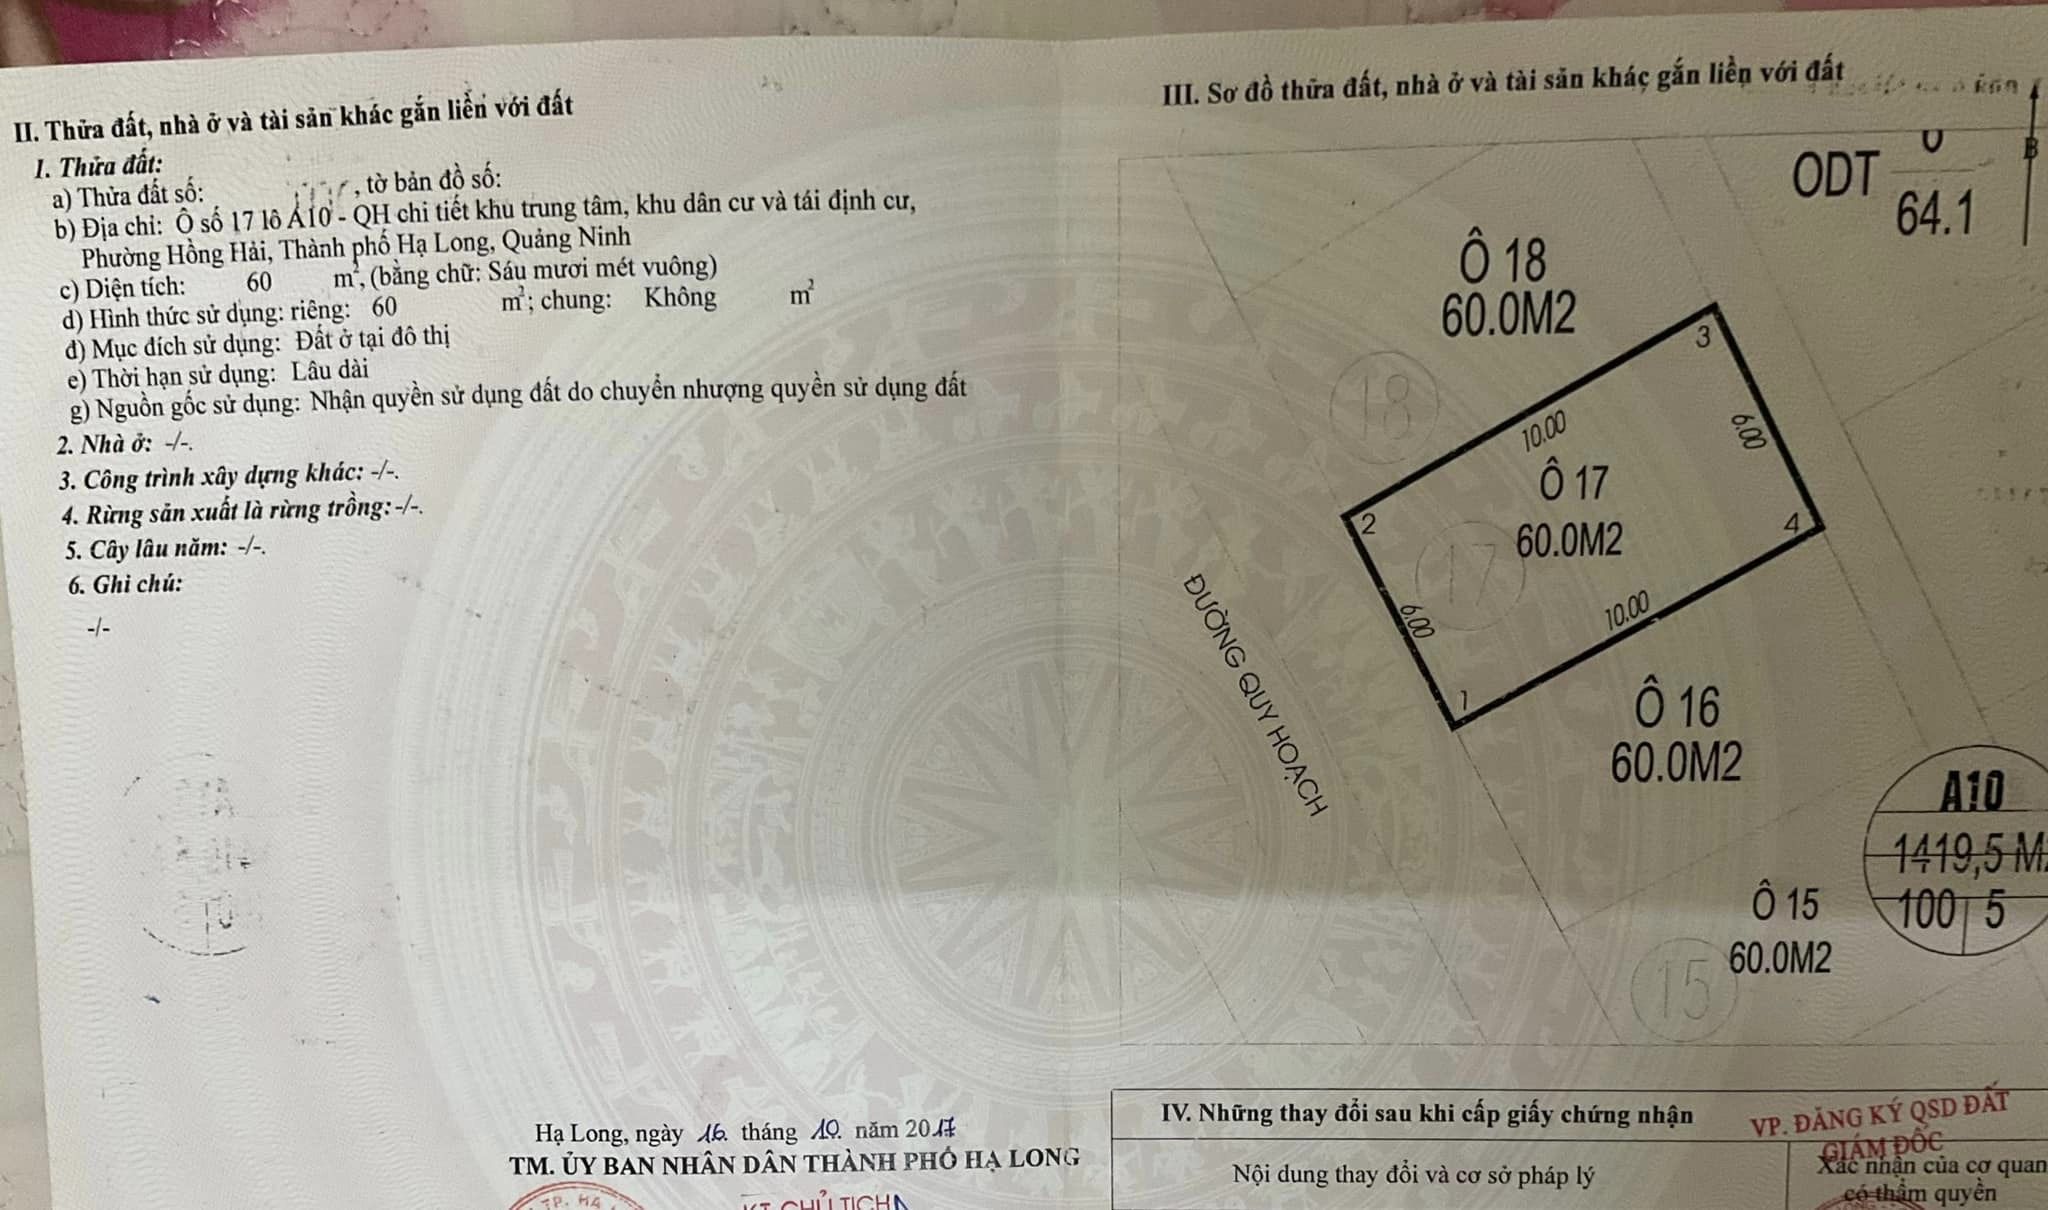 II. Thửa đất, nhà ở và tài sản khác gắn liền với đất
1. Thửa đất:
a) Thửa đất số: , tờ bản đồ số:
b) Địa chỉ: Ô số 17 lô A10 - QH chi tiết khu trung tâm, khu dân cư và tái định cư,
Phường Hồng Hải, Thành phố Hạ Long, Quảng Ninh
c) Diện tích: 60 m², (bằng chữ: Sáu mươi mét vuông)
d) Hình thức sử dụng: riêng: 60 m²; chung: Không m²
đ) Mục đích sử dụng: Đất ở tại đô thị
e) Thời hạn sử dụng: Lâu dài
g) Nguồn gốc sử dụng: Nhận quyền sử dụng đất do chuyển nhượng quyền sử dụng đất
2. Nhà ở: -/-.
3. Công trình xây dựng khác: -/-.
4. Rừng sản xuất là rừng trồng: -/-.
5. Cây lâu năm: -/-.
6. Ghi chú:
-/-
Hạ Long, ngày 16 tháng 10 năm 2017
TM. ỦY BAN NHÂN DÂN THÀNH PHỐ HẠ LONG
KT CHỦ TỊCH
TP. HẠ
III. Sơ đồ thửa đất, nhà ở và tài sản khác gắn liền với đất
B
ODT
64.1
Ô 18
60.0M2
18
3
10.00
6.00
Ô 17
60.0M2
17
2
4
6.00
10.00
1
ĐƯỜNG QUY HOẠCH
Ô 16
60.0M2
A10
1419,5 M2
100 5
Ô 15
60.0M2
15
IV. Những thay đổi sau khi cấp giấy chứng nhận
VP. ĐĂNG KÝ QSD ĐẤT
GIÁM ĐỐC
Nội dung thay đổi và cơ sở pháp lý
Xác nhận của cơ quan
có thẩm quyền